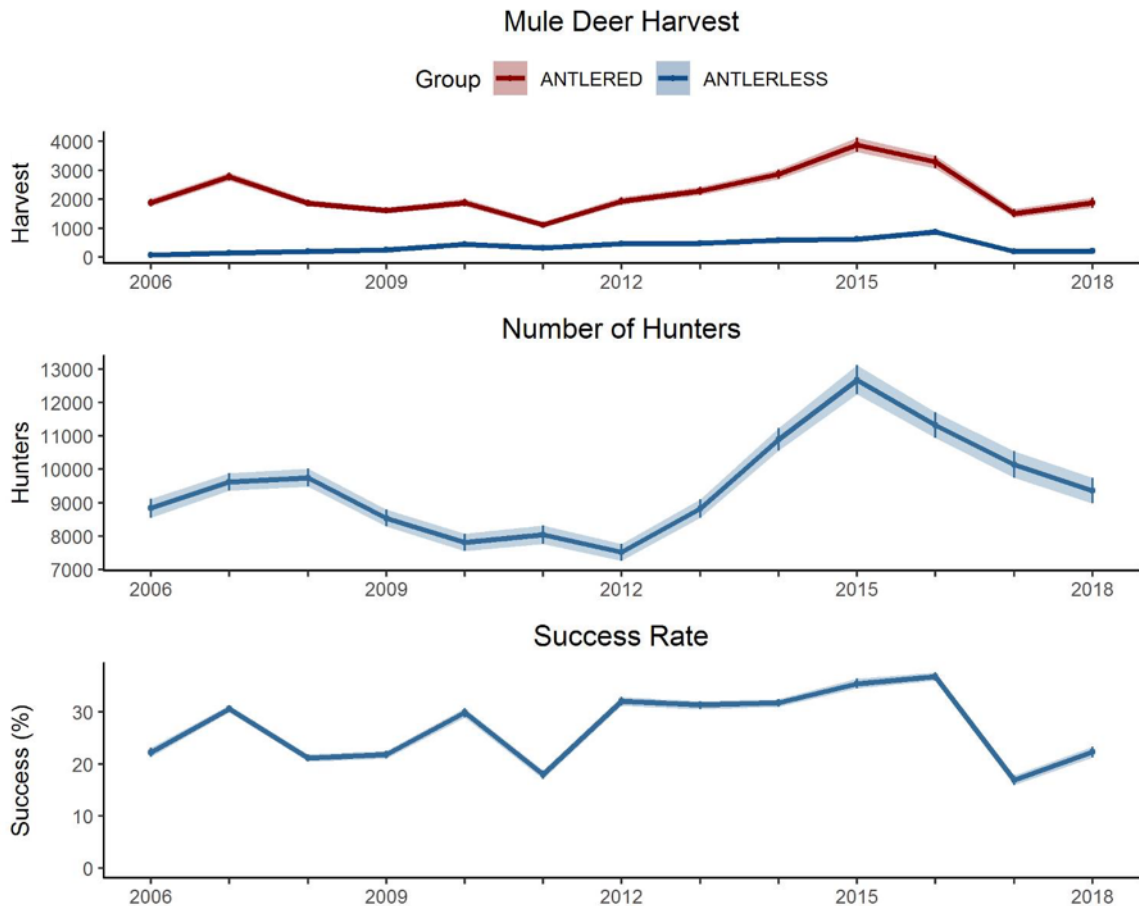 Mule Deer Harvest
Group ANTLERED ANTLERLESS
Harvest
4000
3000
2000
1000
0
2006 2009 2012 2015 2018
Number of Hunters
Hunters
13000
12000
11000
10000
9000
8000
7000
2006 2009 2012 2015 2018
Success Rate
Success (%)
30
20
10
0
2006 2009 2012 2015 2018